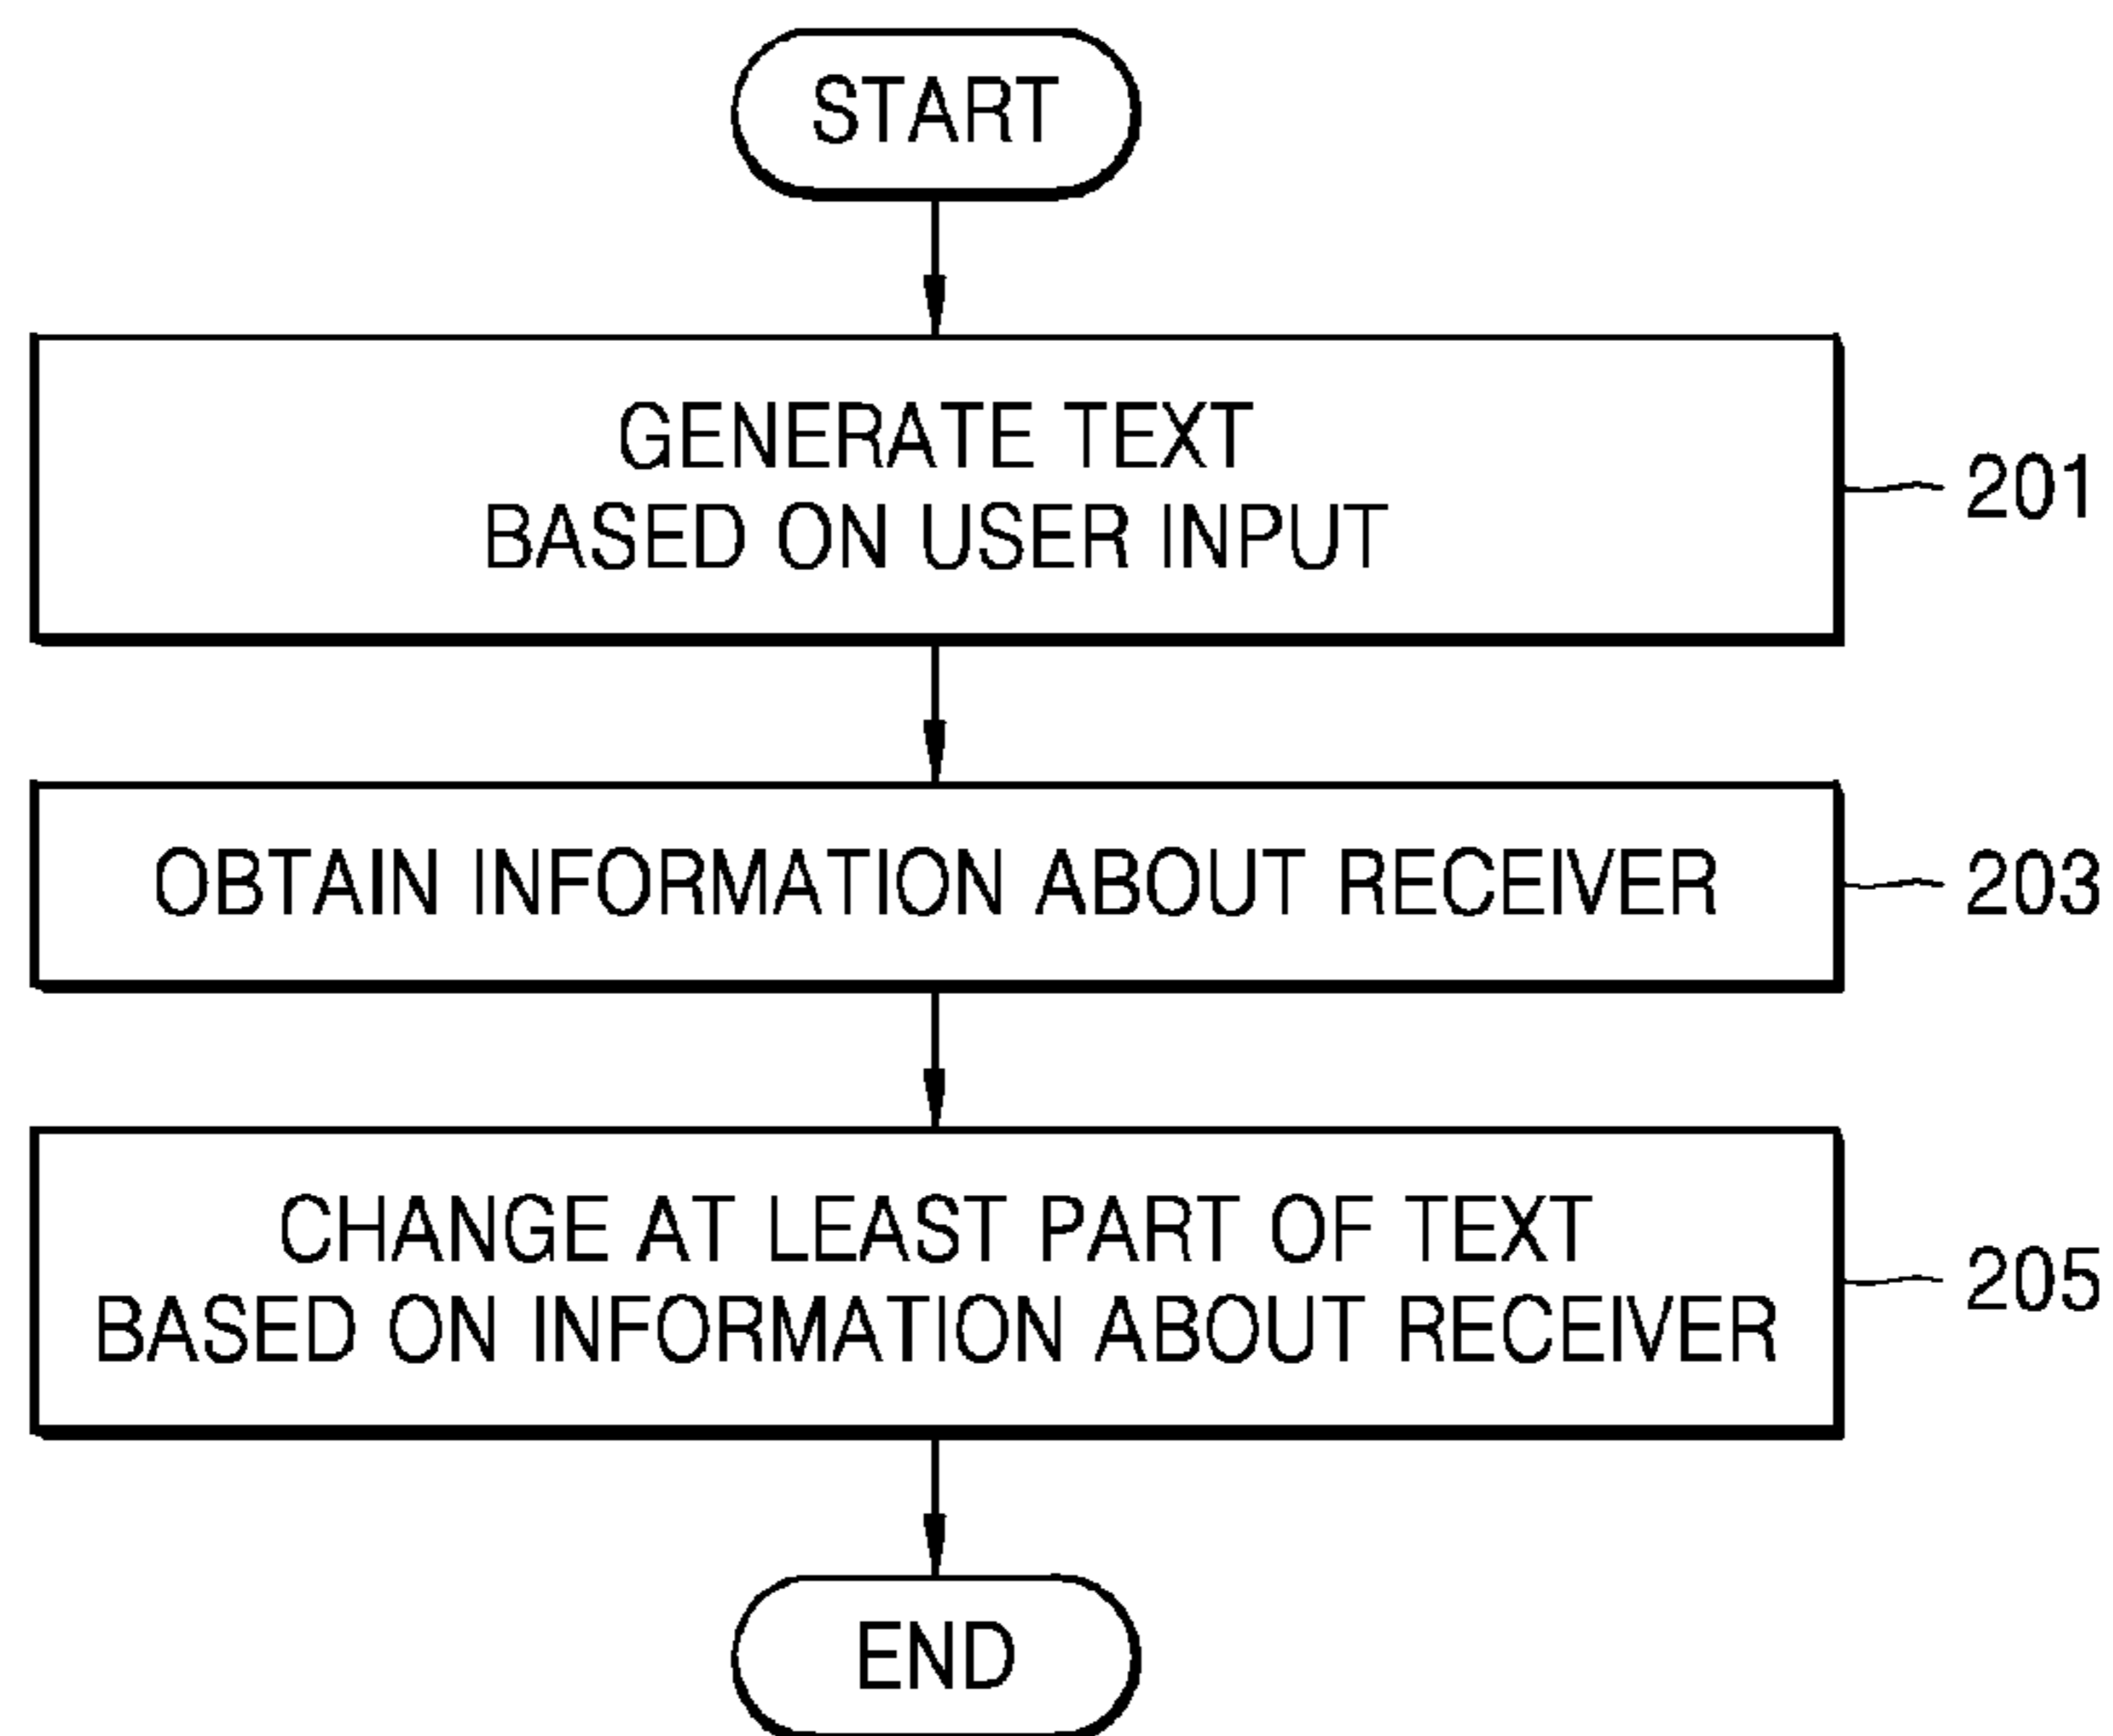 START
GENERATE TEXT
BASED ON USER INPUT
201
OBTAIN INFORMATION ABOUT RECEIVER
203
CHANGE AT LEAST PART OF TEXT
BASED ON INFORMATION ABOUT RECEIVER
205
END